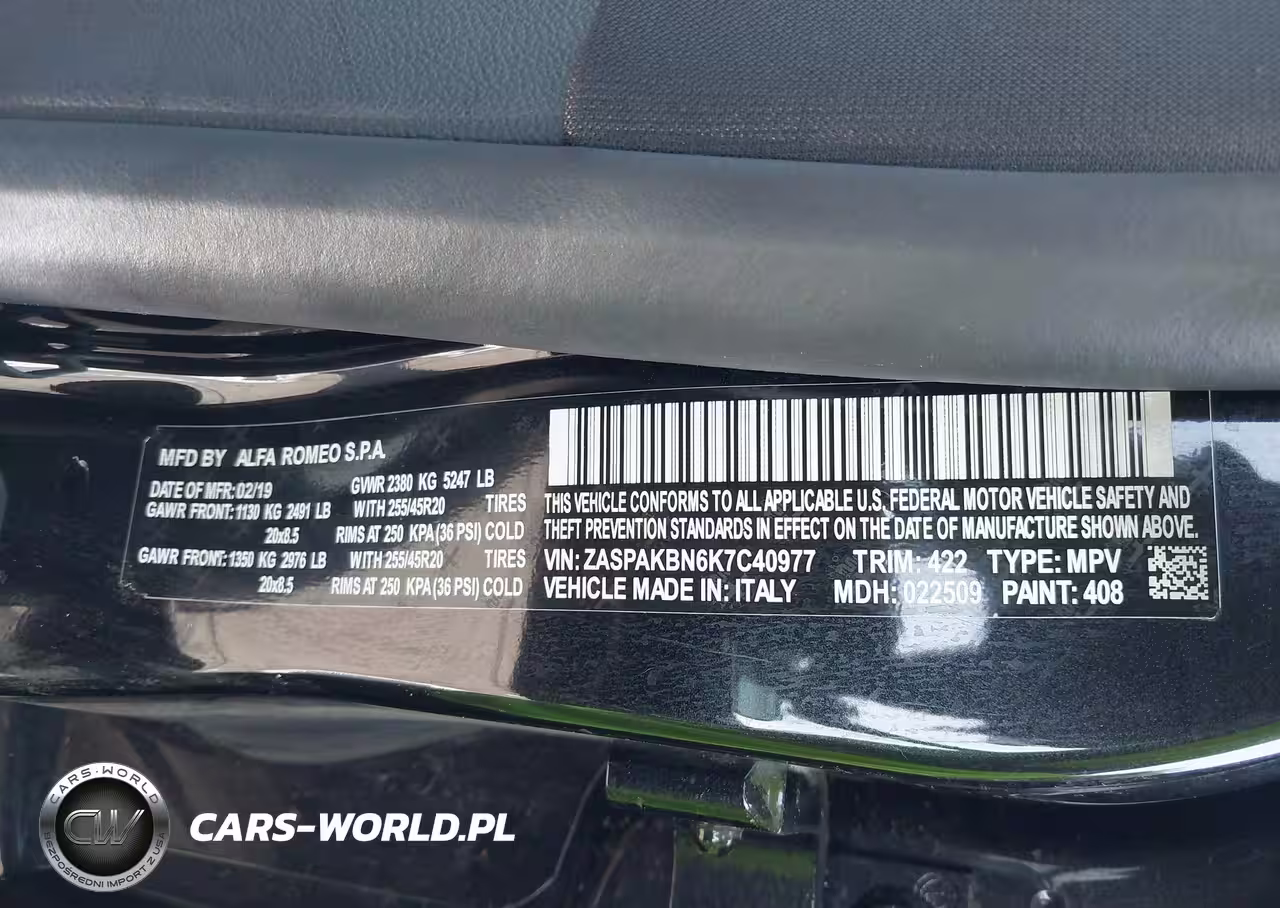 MFD BY ALFA ROMEO S.P.A.
DATE OF MFR: 02/19 GVWR 2380 KG 5247 LB
GAWR FRONT: 1130 KG 2491 LB WITH 255/45R20 TIRES
20x8.5 RIMS AT 250 KPA (36 PSI) COLD
GAWR FRONT: 1350 KG 2976 LB WITH 255/45R20 TIRES
20x8.5 RIMS AT 250 KPA (36 PSI) COLD
THIS VEHICLE CONFORMS TO ALL APPLICABLE U.S. FEDERAL MOTOR VEHICLE SAFETY AND
THEFT PREVENTION STANDARDS IN EFFECT ON THE DATE OF MANUFACTURE SHOWN ABOVE.
VIN: ZASPAKBN6K7C40977 TRIM: 422 TYPE: MPV
VEHICLE MADE IN: ITALY MDH: 022509 PAINT: 408
CARS-WORLD
CW
BEZPOŚREDNI IMPORT Z USA
CARS-WORLD.PL